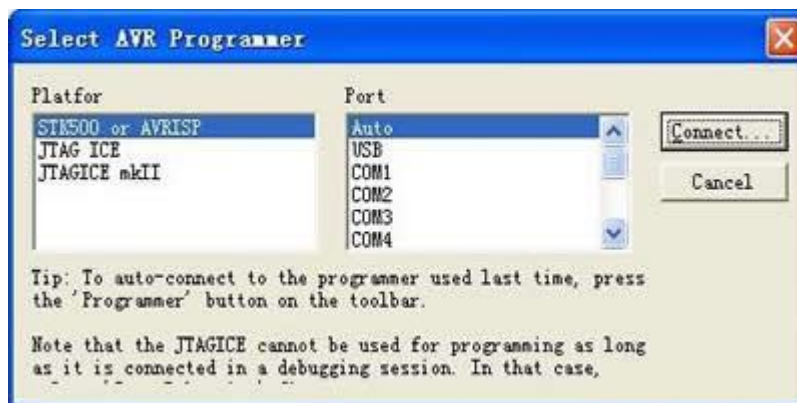 Select AVR Programmer
Platfor
Port
STK500 or AVRISP
JTAG ICE
JTAGICE mkII
Auto
USB
COM1
COM2
COM3
COM4
Connect...
Cancel
Tip: To auto-connect to the programmer used last time, press
the 'Programmer' button on the toolbar.
Note that the JTAGICE cannot be used for programming as long
as it is connected in a debugging session. In that case,